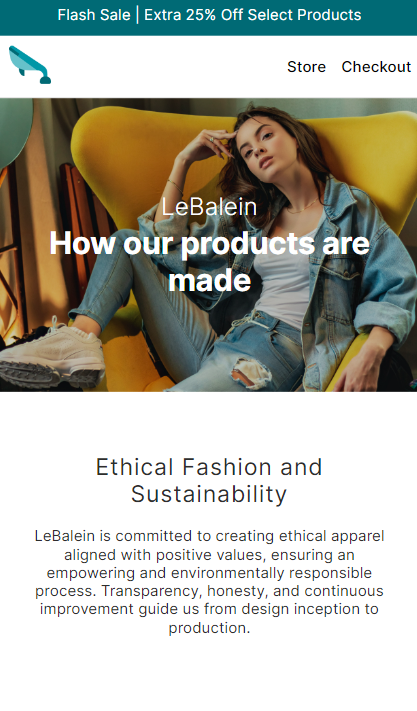 Flash Sale | Extra 25% Off Select Products
Store Checkout
LeBalein
How our products are
made
Ethical Fashion and
Sustainability
LeBalein is committed to creating ethical apparel
aligned with positive values, ensuring an
empowering and environmentally responsible
process. Transparency, honesty, and continuous
improvement guide us from design inception to
production.